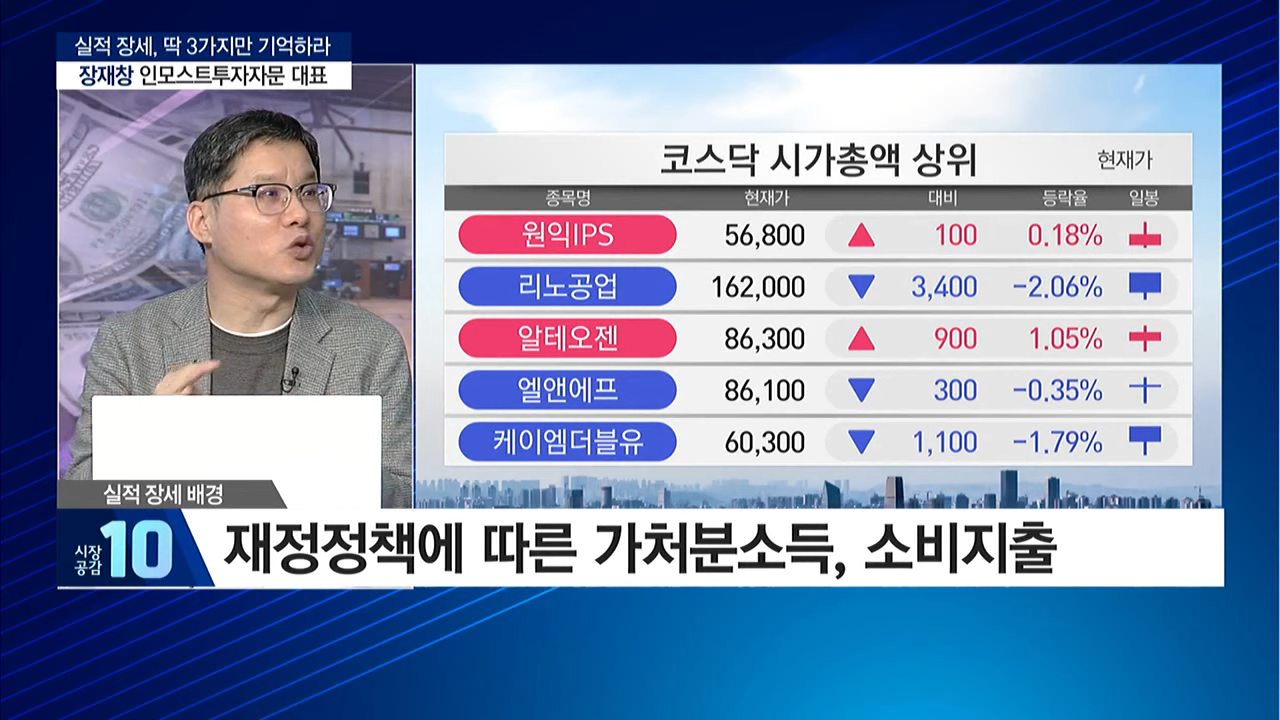 실적 장세, 딱 3가지만 기억하라
장재창 인모스트투자자문 대표
코스닥 시가총액 상위 현재가
종목명 현재가 대비 등락율 일봉
원익IPS 56,800 ▲ 100 0.18%
리노공업 162,000 ▼ 3,400 -2.06%
알테오젠 86,300 ▲ 900 1.05%
엘앤에프 86,100 ▼ 300 -0.35%
케이엠더블유 60,300 ▼ 1,100 -1.79%
실적 장세 배경
시장공감 10
재정정책에 따른 가처분소득, 소비지출